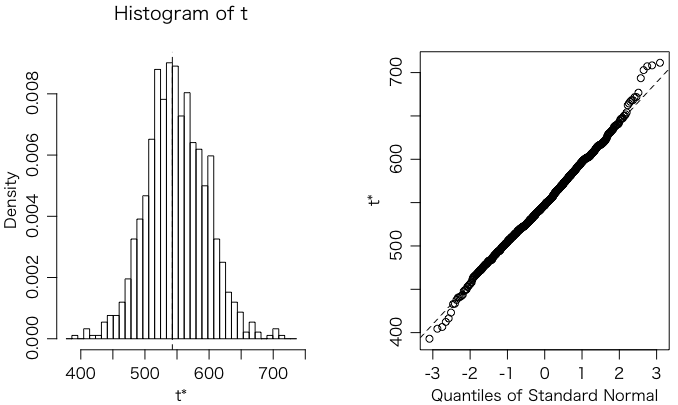 Histogram of t
Density
0.000 0.002 0.004 0.006 0.008
400 500 600 700
t*
t*
400 500 600 700
-3 -2 -1 0 1 2 3
Quantiles of Standard Normal